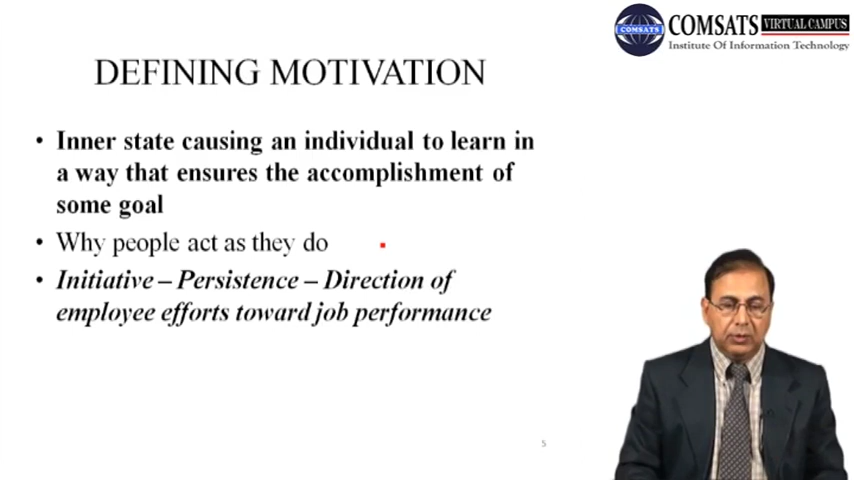 COMSATS
COMSATS VIRTUAL CAMPUS
Institute Of Information Technology
DEFINING MOTIVATION
• Inner state causing an individual to learn in
a way that ensures the accomplishment of
some goal
• Why people act as they do
• Initiative – Persistence – Direction of
employee efforts toward job performance
5